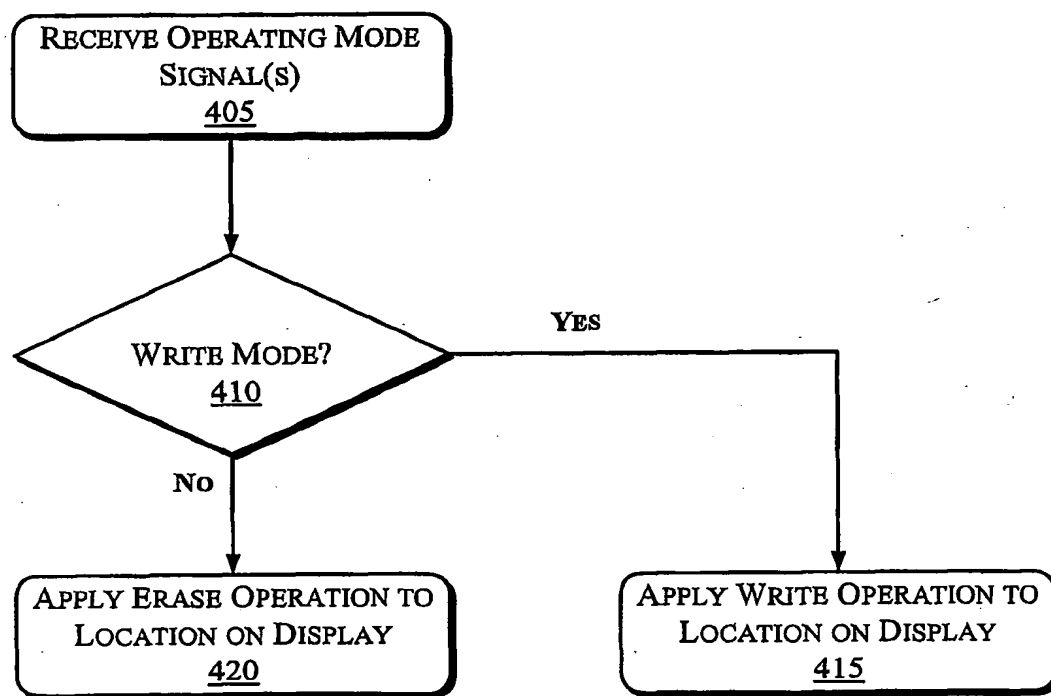 RECEIVE OPERATING MODE
SIGNAL(S)
405
YES
WRITE MODE?
410
NO
APPLY ERASE OPERATION TO
LOCATION ON DISPLAY
420
APPLY WRITE OPERATION TO
LOCATION ON DISPLAY
415